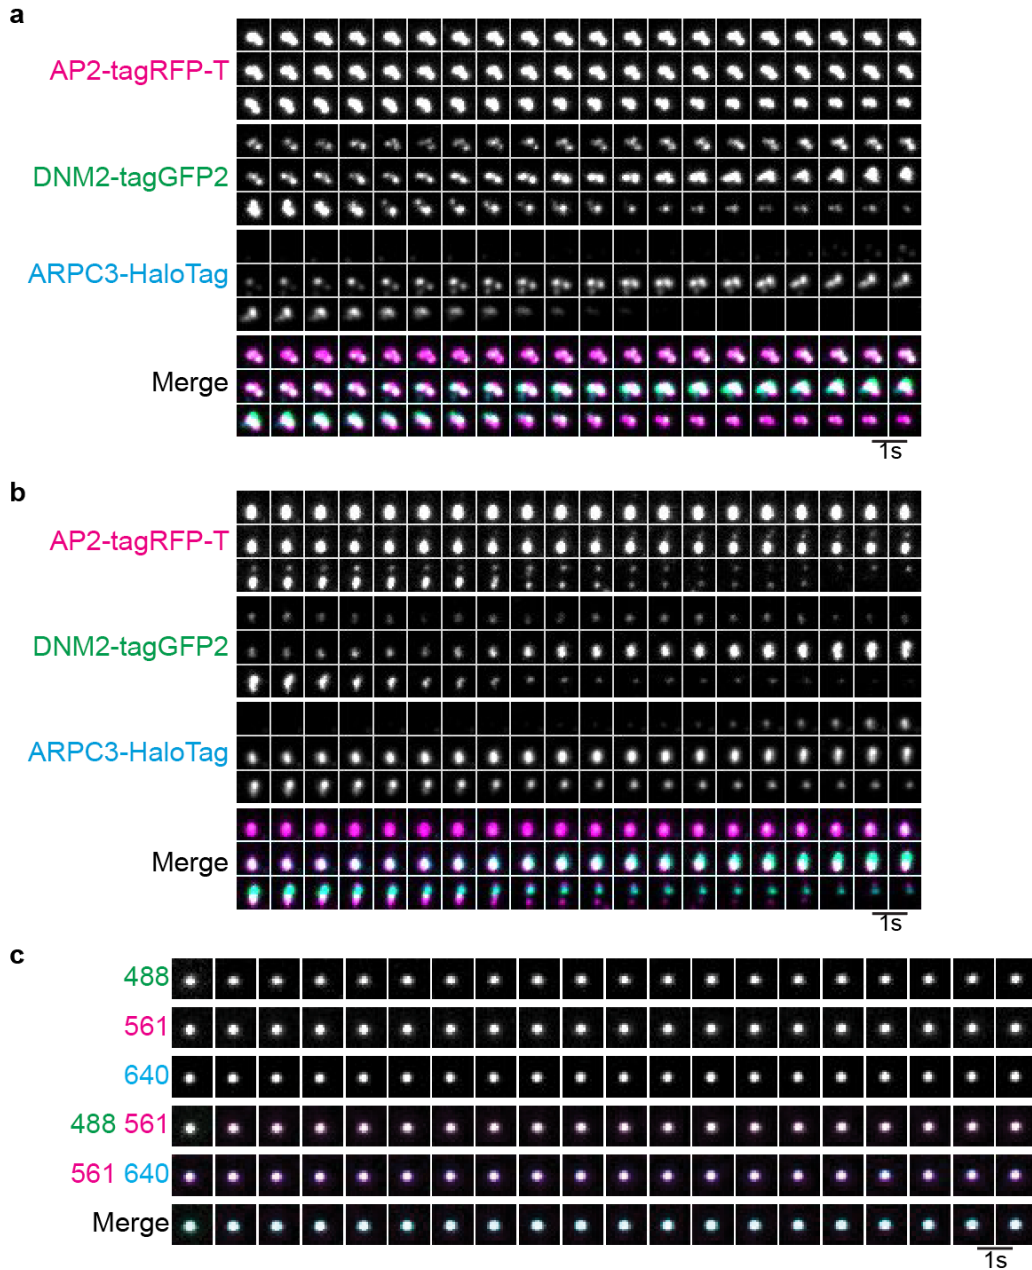 a
AP2-tagRFP-T
DNM2-tagGFP2
ARPC3-HaloTag
Merge
1s
b
AP2-tagRFP-T
DNM2-tagGFP2
ARPC3-HaloTag
Merge
1s
c
488
561
640
488 561
561 640
Merge
1s